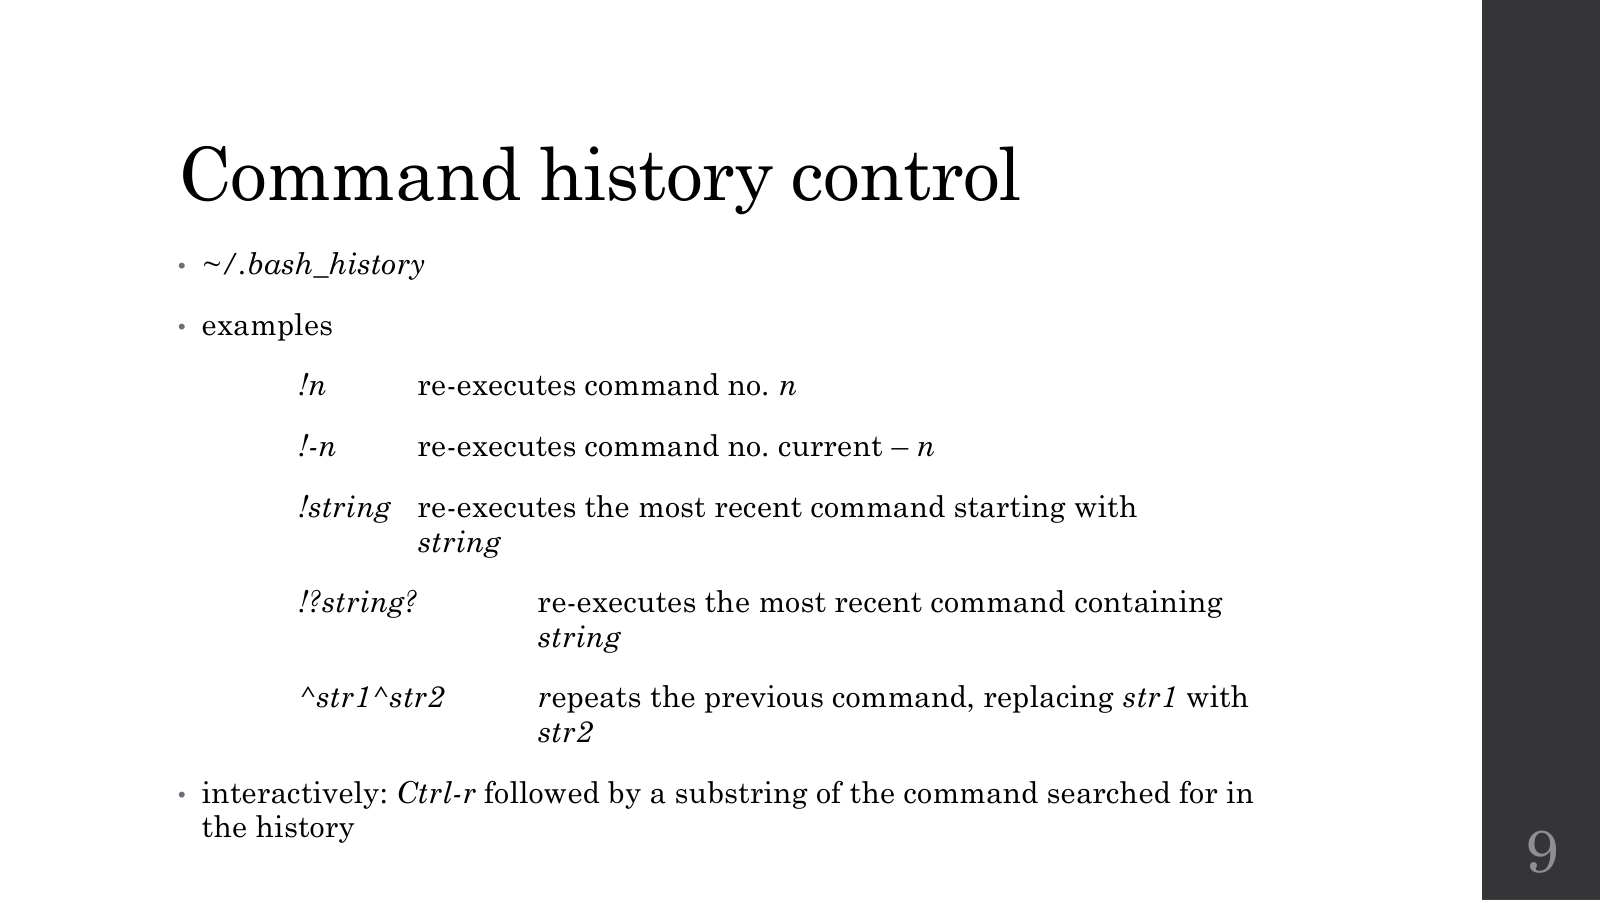 Command history control
• ~/.bash_history
• examples
!n re-executes command no. n
!-n re-executes command no. current – n
!string re-executes the most recent command starting with
string
!?string? re-executes the most recent command containing
string
^str1^str2 repeats the previous command, replacing str1 with
str2
• interactively: Ctrl-r followed by a substring of the command searched for in
the history
9